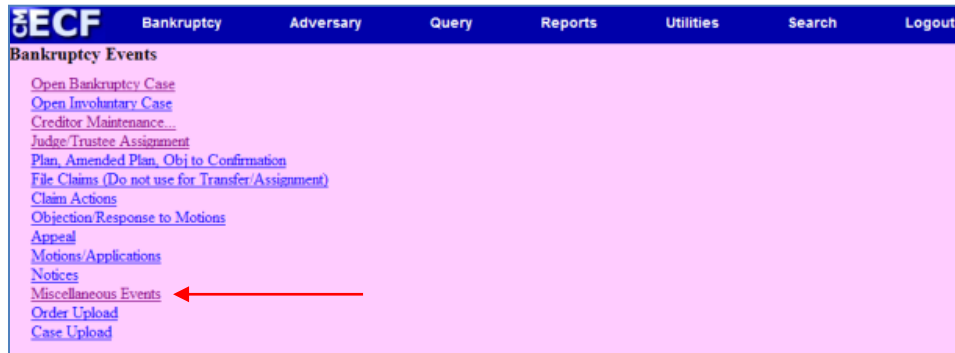 CM ECF Bankruptcy Adversary Query Reports Utilities Search Logout
Bankruptcy Events
Open Bankruptcy Case
Open Involuntary Case
Creditor Maintenance...
Judge/Trustee Assignment
Plan, Amended Plan, Obj to Confirmation
File Claims (Do not use for Transfer/Assignment)
Claim Actions
Objection/Response to Motions
Appeal
Motions/Applications
Notices
Miscellaneous Events
Order Upload
Case Upload